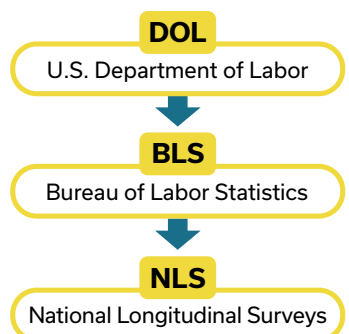 DOL
U.S. Department of Labor
BLS
Bureau of Labor Statistics
NLS
National Longitudinal Surveys